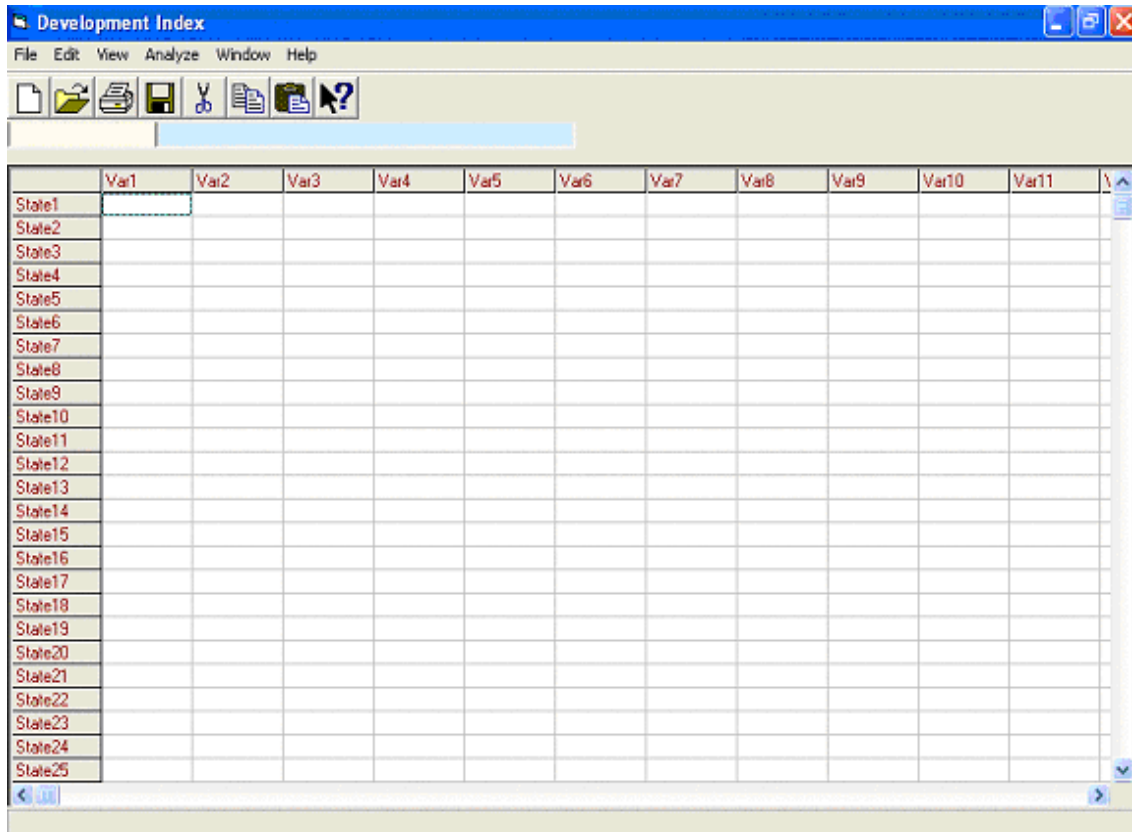 Development Index
File Edit View Analyze Window Help
Var1 Var2 Var3 Var4 Var5 Var6 Var7 Var8 Var9 Var10 Var11
State1
State2
State3
State4
State5
State6
State7
State8
State9
State10
State11
State12
State13
State14
State15
State16
State17
State18
State19
State20
State21
State22
State23
State24
State25